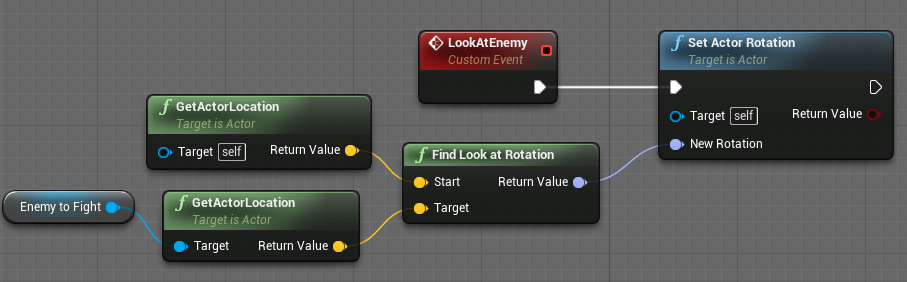 LookAtEnemy
Custom Event
Set Actor Rotation
Target is Actor
Target self
Return Value
New Rotation
GetActorLocation
Target is Actor
Target self
Return Value
Find Look at Rotation
Start
Return Value
Target
Enemy to Fight
GetActorLocation
Target is Actor
Target
Return Value